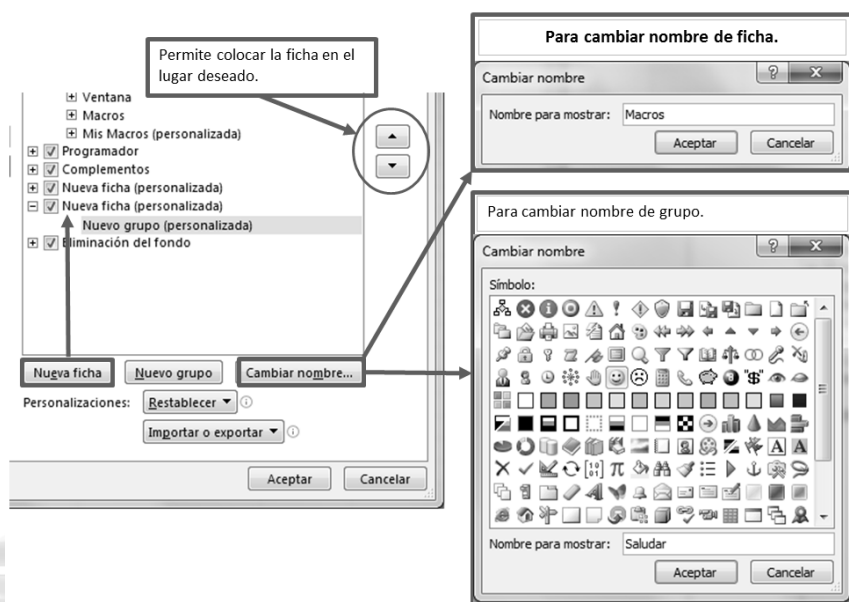 Permite colocar la ficha en el
lugar deseado.
Ventana
Macros
Mis Macros (personalizada)
Programador
Complementos
Nueva ficha (personalizada)
Nueva ficha (personalizada)
Nuevo grupo (personalizada)
Eliminación del fondo
Nueva ficha
Nuevo grupo
Cambiar nombre...
Personalizaciones:
Restablecer
Importar o exportar
Aceptar
Cancelar
Para cambiar nombre de ficha.
Cambiar nombre
Nombre para mostrar:
Macros
Aceptar
Cancelar
Para cambiar nombre de grupo.
Cambiar nombre
Símbolo:
Nombre para mostrar:
Saludar
Aceptar
Cancelar